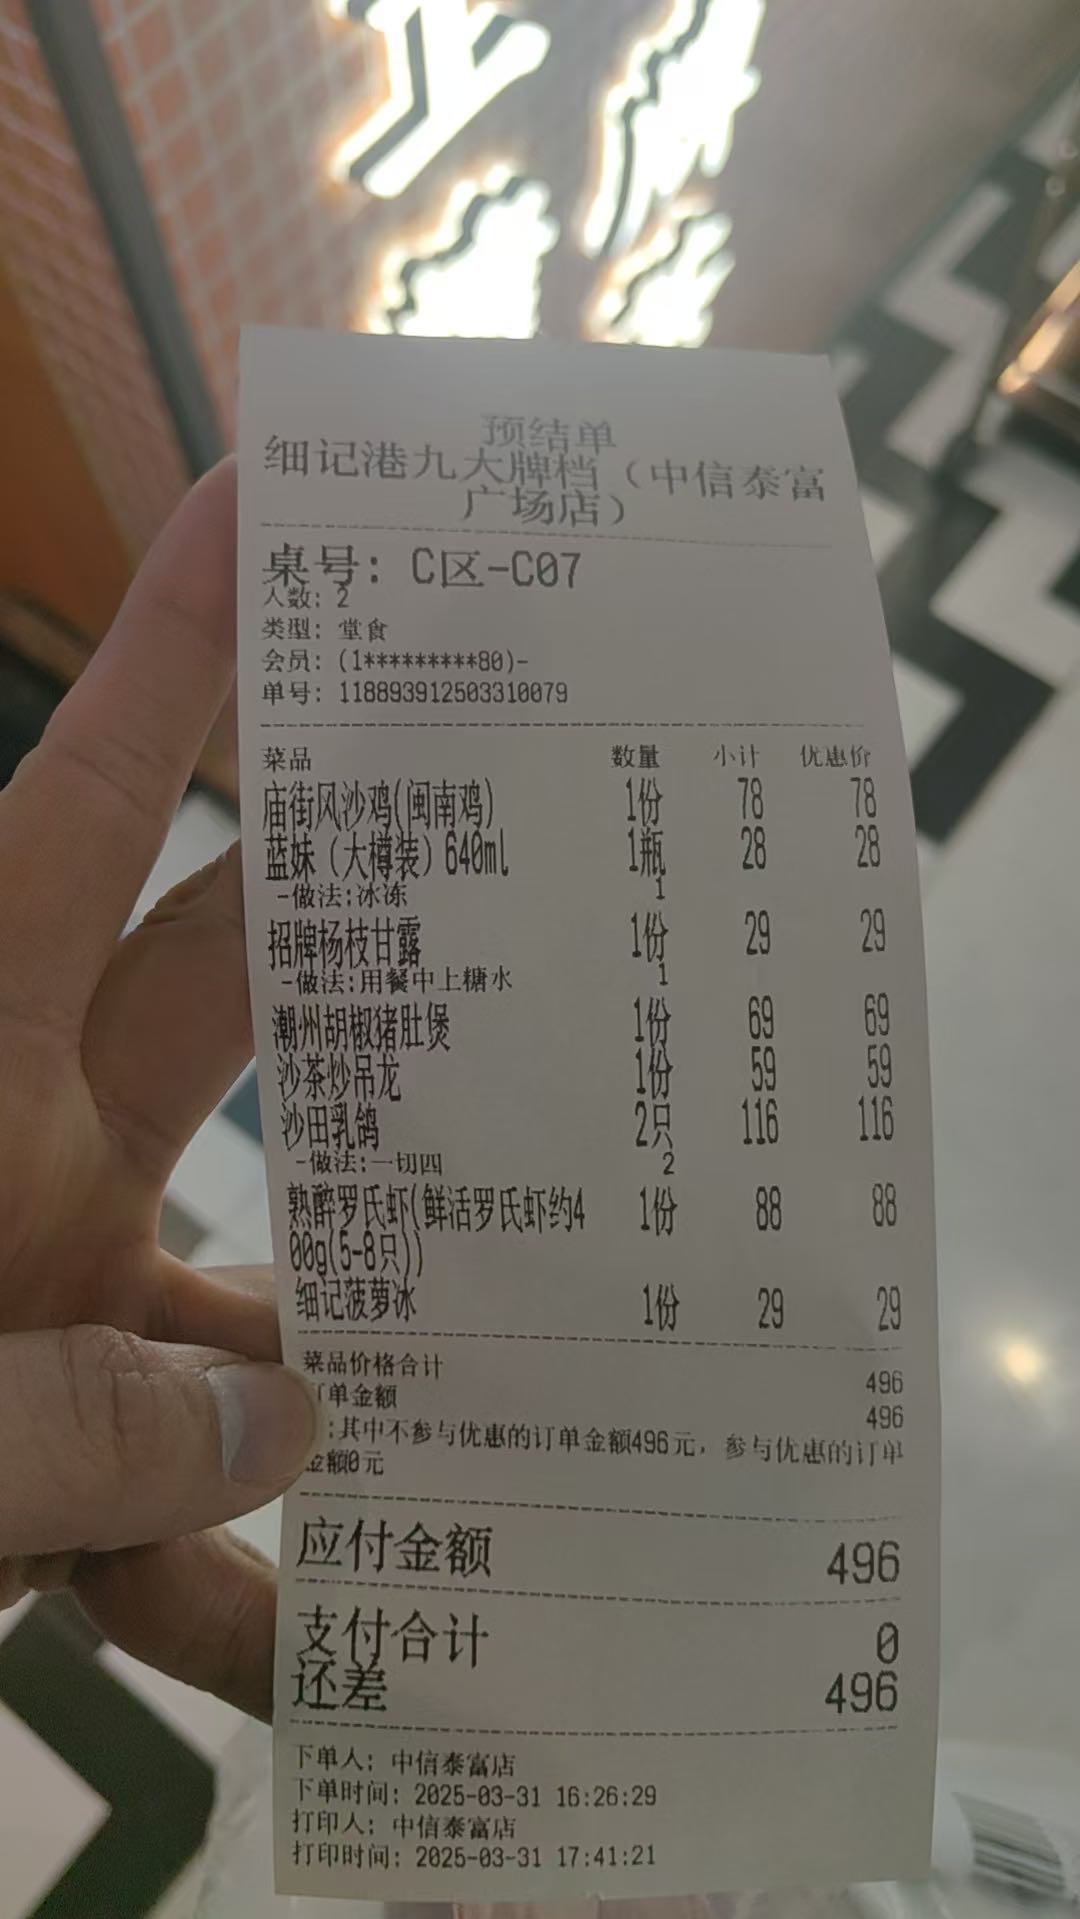 预结单
细记港九大牌档（中信泰富
广场店）
桌号: C区-C07
人数: 2
类型: 堂食
会员: (1*********80)-
单号: 118893912503310079
菜品 数量 小计 优惠价
庙街风沙鸡(闽南鸡) 1份 78 78
蓝妹（大樽装）640ml 1瓶 28 28
-做法:冰冻 1
招牌杨枝甘露 1份 29 29
-做法:用餐中上糖水 1
潮州胡椒猪肚煲 1份 69 69
沙茶炒吊龙 1份 59 59
沙田乳鸽 2只 116 116
-做法:一切四 2
熟醉罗氏虾(鲜活罗氏虾约4 1份 88 88
00g(5-8只))
细记菠萝冰 1份 29 29
菜品价格合计 496
订单金额 496
:其中不参与优惠的订单金额496元，参与优惠的订单
金额0元
应付金额 496
支付合计 0
还差 496
下单人: 中信泰富店
下单时间: 2025-03-31 16:26:29
打印人: 中信泰富店
打印时间: 2025-03-31 17:41:21